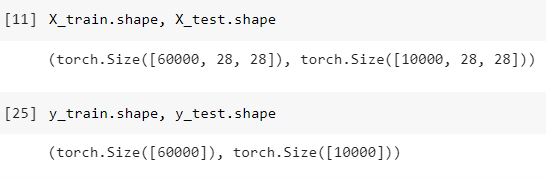 [11] X_train.shape, X_test.shape
(torch.Size([60000, 28, 28]), torch.Size([10000, 28, 28]))
[25] y_train.shape, y_test.shape
(torch.Size([60000]), torch.Size([10000]))